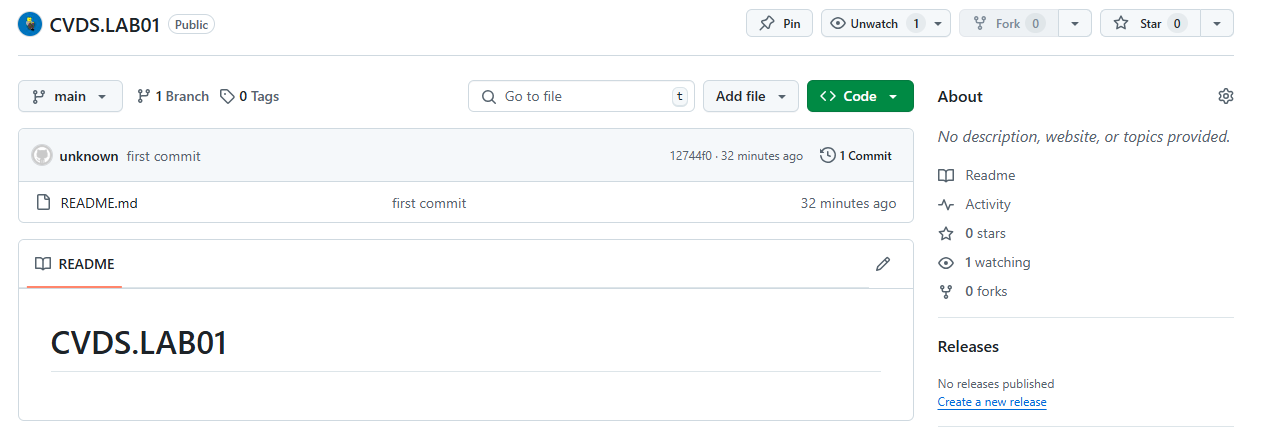 CVDS.LAB01 Public Pin Unwatch 1 Fork 0 Star 0
main 1 Branch 0 Tags Go to file t Add file Code
unknown first commit 12744f0 · 32 minutes ago 1 Commit
README.md first commit 32 minutes ago
README
CVDS.LAB01
About
No description, website, or topics provided.
Readme
Activity
0 stars
1 watching
0 forks
Releases
No releases published
Create a new release